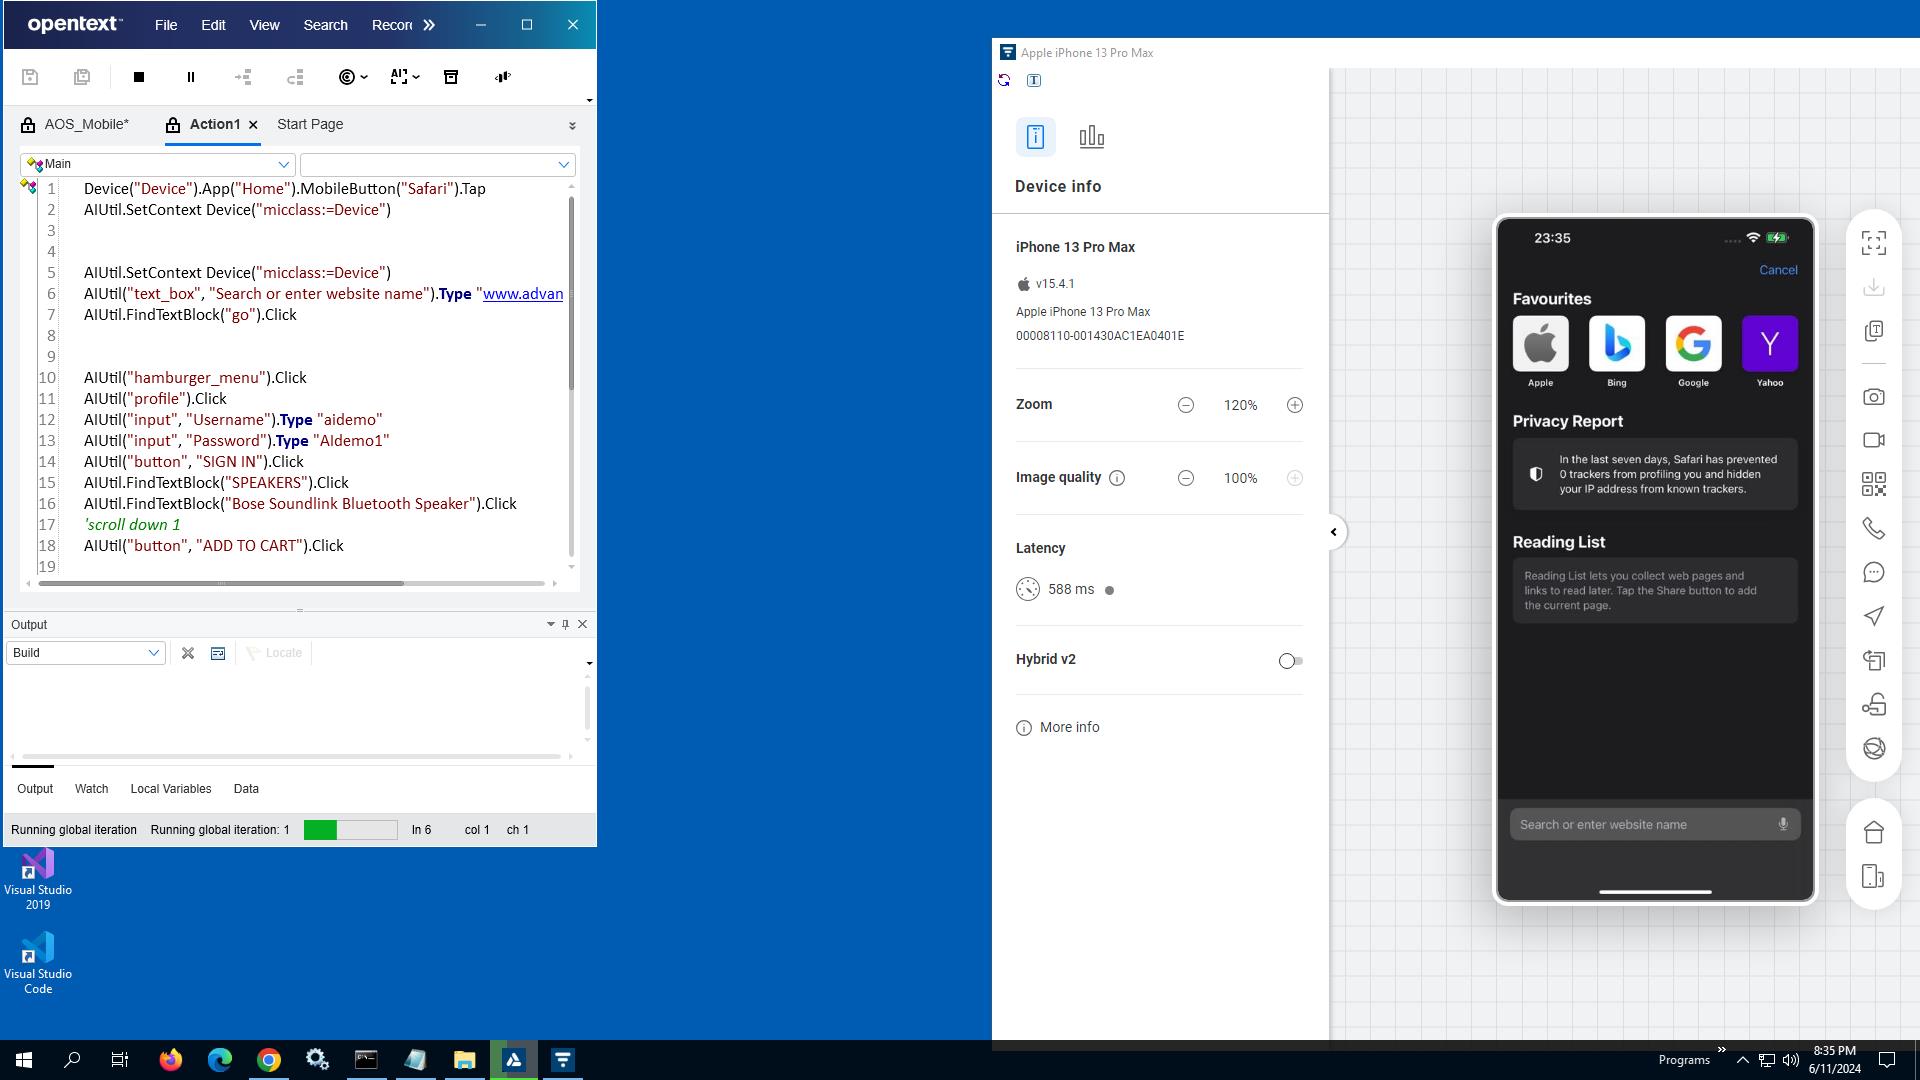 opentext™
File Edit View Search Recor
AOS_Mobile* Action1 Start Page
Main
1 Device("Device").App("Home").MobileButton("Safari").Tap
2 AIUtil.SetContext Device("micclass:=Device")
3
4
5 AIUtil.SetContext Device("micclass:=Device")
6 AIUtil("text_box", "Search or enter website name").Type "www.advan
7 AIUtil.FindTextBlock("go").Click
8
9
10 AIUtil("hamburger_menu").Click
11 AIUtil("profile").Click
12 AIUtil("input", "Username").Type "aidemo"
13 AIUtil("input", "Password").Type "AIdemo1"
14 AIUtil("button", "SIGN IN").Click
15 AIUtil.FindTextBlock("SPEAKERS").Click
16 AIUtil.FindTextBlock("Bose Soundlink Bluetooth Speaker").Click
17 'scroll down 1
18 AIUtil("button", "ADD TO CART").Click
19
Output
Build Locate
Output Watch Local Variables Data
Running global iteration Running global iteration: 1 ln 6 col 1 ch 1
Visual Studio
2019
Visual Studio
Code
Apple iPhone 13 Pro Max
Device info
iPhone 13 Pro Max
v15.4.1
Apple iPhone 13 Pro Max
00008110-001430AC1EA0401E
Zoom 120%
Image quality 100%
Latency
588 ms
Hybrid v2
More info
23:35
Cancel
Favourites
Apple Bing Google Yahoo
Privacy Report
In the last seven days, Safari has prevented
0 trackers from profiling you and hidden
your IP address from known trackers.
Reading List
Reading List lets you collect web pages and
links to read later. Tap the Share button to add
the current page.
Search or enter website name
Programs
8:35 PM
6/11/2024